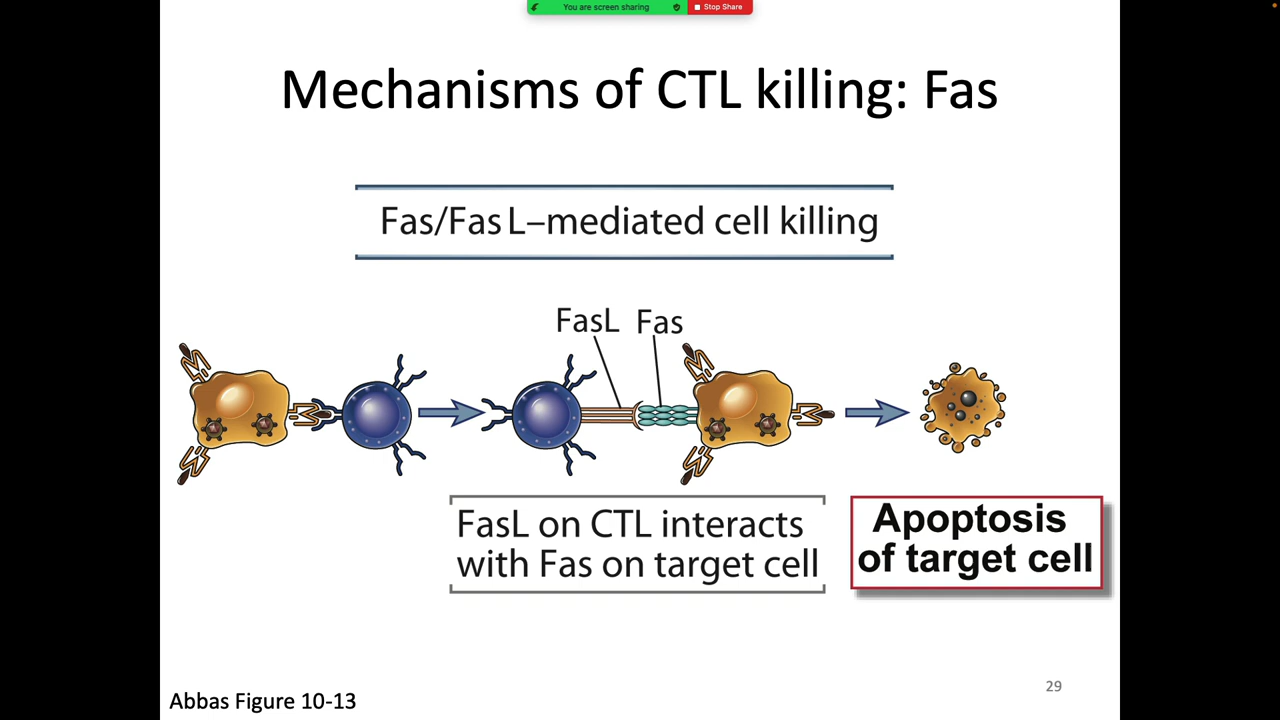 You are screen sharing
Stop Share
Mechanisms of CTL killing: Fas
Fas/Fas L–mediated cell killing
FasL Fas
FasL on CTL interacts
with Fas on target cell
Apoptosis
of target cell
Abbas Figure 10-13
29